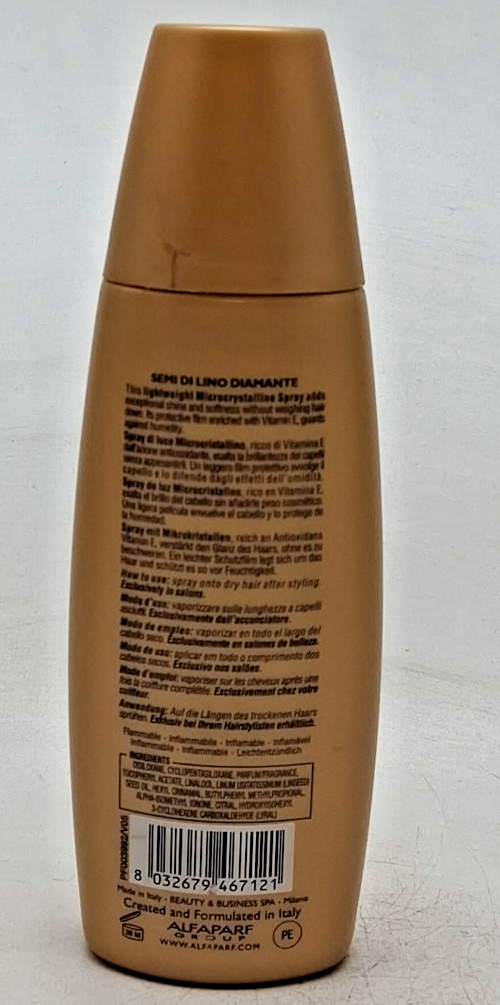 SEMI DI LINO DIAMANTE
This lightweight Microcrystalline Spray adds
exceptional shine and softness without weighing hair
down. Its protective film enriched with Vitamin E, guards
against humidity.
Spray di luce Microcristallino, ricco di Vitamina E
dall'azione antiossidante, esalta la brillantezza dei capelli
senza appesantirli. Un leggero film protettivo avvolge il
capello e lo difende dagli effetti dell'umidità.
Spray de luz Microcristalino, rico en Vitamina E,
exalta el brillo del cabello sin añadirle peso cosmético.
Una ligera película envuelve el cabello y lo protege de
la humedad.
Spray mit Mikrokristallen, reich an Antioxidans
Vitamin E, verstärkt den Glanz des Haars, ohne es zu
beschweren. Ein leichter Schutzfilm legt sich um das
Haar und schützt es so vor Feuchtigkeit.
How to use: spray onto dry hair after styling.
Exclusively in salons.
Modo d'uso: vaporizzare sulle lunghezze a capelli
asciutti. Exclusivamente dall'acconciatore.
Modo de empleo: vaporizar en todo el largo del
cabello seco. Exclusivamente en salones de belleza.
Modo de uso: aplicar em todo o comprimento dos
cabelos secos. Exclusivo nos salões.
Mode d'emploi: vaporiser sur les cheveux après une
fois la coiffure complétée. Exclusivement chez votre
coiffeur.
Anwendung: Auf die Längen des trockenen Haars
sprühen. Exklusiv bei Ihrem Hairstylisten erhältlich.
Flammable - Inflammabile - Inflamable - Inflamável
Inflammable - Inflammable - Leichtentzündlich
INGREDIENTS
DISILOXANE, CYCLOPENTASILOXANE, PARFUM/FRAGRANCE,
TOCOPHERYL ACETATE, LINALOOL, LINUM USITATISSIMUM (LINSEED)
SEED OIL, HEXYL CINNAMAL, BUTYLPHENYL METHYLPROPIONAL,
ALPHA-ISOMETHYL IONONE, CITRAL, HYDROXYISOHEXYL
3-CYCLOHEXENE CARBOXALDEHYDE (LYRAL)
PF003992/V05
8 032679 467121
Made in Italy - BEAUTY & BUSINESS SPA - Milano
Created and Formulated in Italy
36 M
ALFAPARF
GROUP
PE
WWW.ALFAPARF.COM